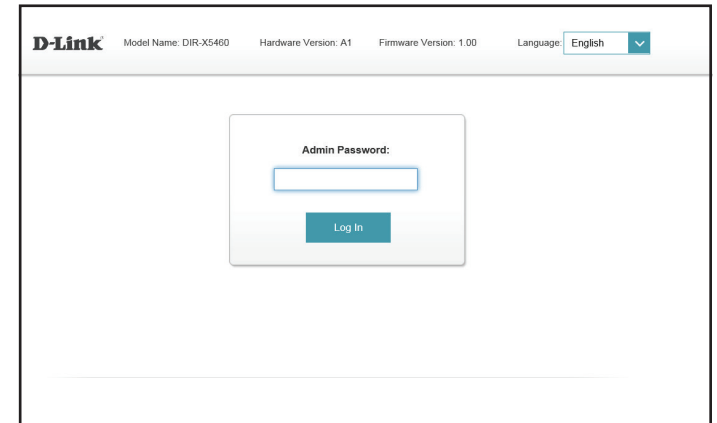 D-Link Model Name: DIR-X5460 Hardware Version: A1 Firmware Version: 1.00 Language: English
Admin Password:
Log In